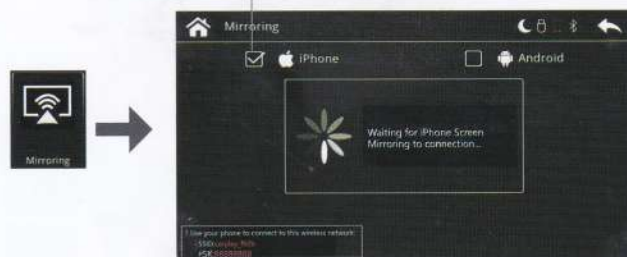 Mirroring
iPhone
Android
Mirroring
Waiting for iPhone Screen
Mirroring to connection...
1.Use your phone to connect to this wireless network: